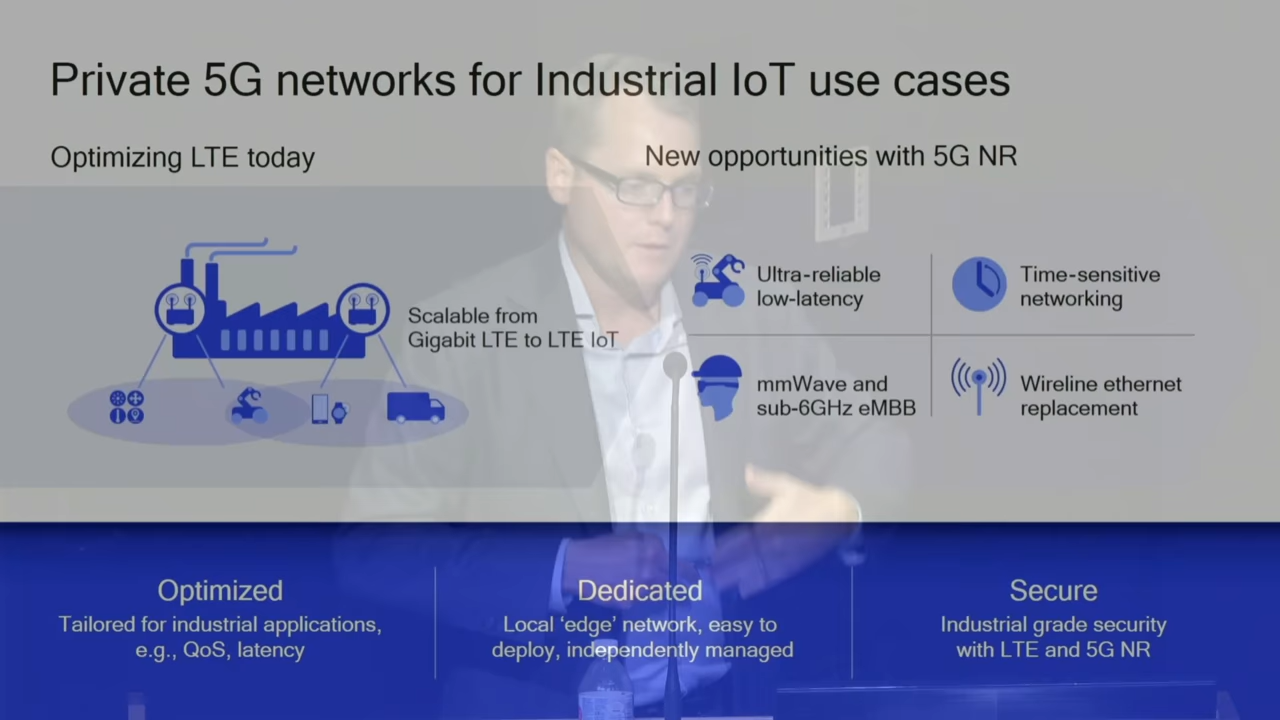 Private 5G networks for Industrial IoT use cases
Optimizing LTE today
New opportunities with 5G NR
Scalable from
Gigabit LTE to LTE IoT
Ultra-reliable
low-latency
Time-sensitive
networking
mmWave and
sub-6GHz eMBB
Wireline ethernet
replacement
Optimized
Tailored for industrial applications,
e.g., QoS, latency
Dedicated
Local ‘edge’ network, easy to
deploy, independently managed
Secure
Industrial grade security
with LTE and 5G NR